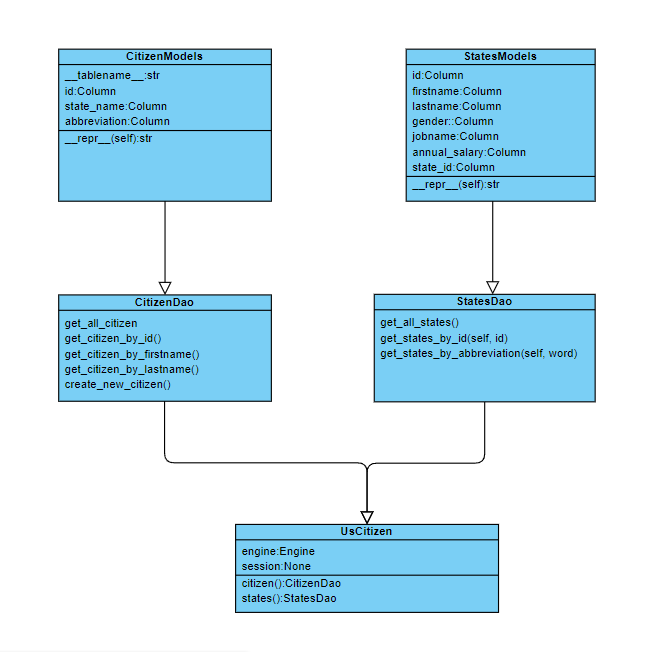 CitizenModels
__tablename__:str
id:Column
state_name:Column
abbreviation:Column
__repr__(self):str
StatesModels
id:Column
firstname:Column
lastname:Column
gender::Column
jobname:Column
annual_salary:Column
state_id:Column
__repr__(self):str
CitizenDao
get_all_citizen
get_citizen_by_id()
get_citizen_by_firstname()
get_citizen_by_lastname()
create_new_citizen()
StatesDao
get_all_states()
get_states_by_id(self, id)
get_states_by_abbreviation(self, word)
UsCitizen
engine:Engine
session:None
citizen():CitizenDao
states():StatesDao